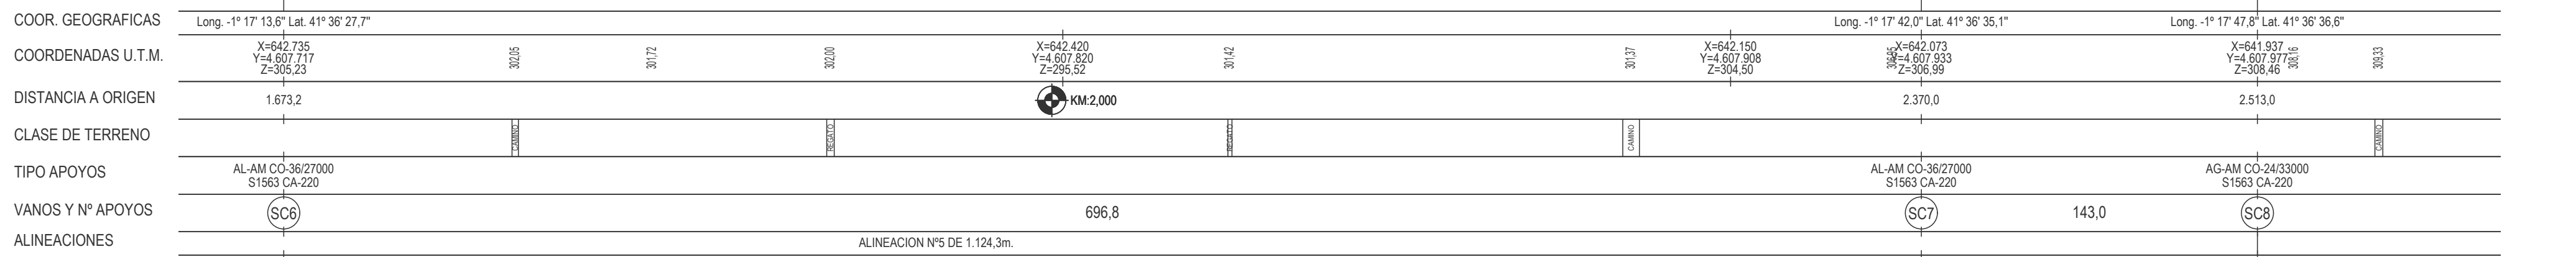 COOR. GEOGRAFICAS Long. -1º 17' 13,6" Lat. 41º 36' 27,7" Long. -1º 17' 42,0" Lat. 41º 36' 35,1" Long. -1º 17' 47,8" Lat. 41º 36' 36,6"
COORDENADAS U.T.M.
X=642.735
Y=4.607.717
Z=305,23
302,05
301,72
302,00
X=642.420
Y=4.607.820
Z=295,52
301,42
301,37
X=642.150
Y=4.607.908
Z=304,50
X=642.073
Y=4.607.933
Z=306,99
X=641.937
Y=4.607.977
Z=308,46
308,16
309,33
DISTANCIA A ORIGEN 1.673,2 KM:2,000 2.370,0 2.513,0
CLASE DE TERRENO CAMINO REGATO REGATO CAMINO CAMINO
TIPO APOYOS
AL-AM CO-36/27000
S1563 CA-220
AL-AM CO-36/27000
S1563 CA-220
AG-AM CO-24/33000
S1563 CA-220
VANOS Y Nº APOYOS SC6 696,8 SC7 143,0 SC8
ALINEACIONES ALINEACION Nº5 DE 1.124,3m.